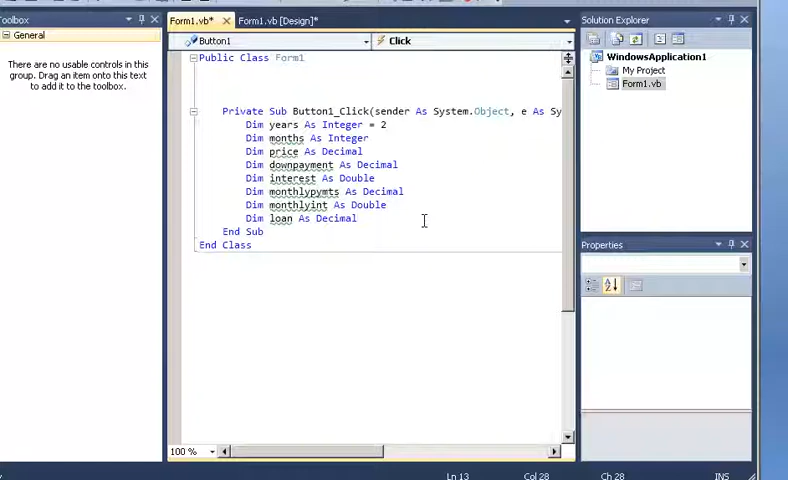 Toolbox
General
There are no usable controls in this
group. Drag an item onto this text
to add it to the toolbox.
Form1.vb*
Form1.vb [Design]*
Button1
Click
Public Class Form1
Private Sub Button1_Click(sender As System.Object, e As Sy
Dim years As Integer = 2
Dim months As Integer
Dim price As Decimal
Dim downpayment As Decimal
Dim interest As Double
Dim monthlypymts As Decimal
Dim monthlyint As Double
Dim loan As Decimal
End Sub
End Class
100 %
Solution Explorer
WindowsApplication1
My Project
Form1.vb
Properties
Ln 13
Col 28
Ch 28
INS